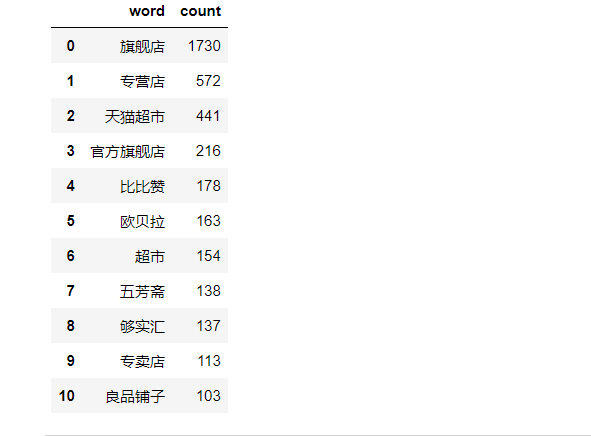 word count
0 旗舰店 1730
1 专营店 572
2 天猫超市 441
3 官方旗舰店 216
4 比比赞 178
5 欧贝拉 163
6 超市 154
7 五芳斋 138
8 够实汇 137
9 专卖店 113
10 良品铺子 103